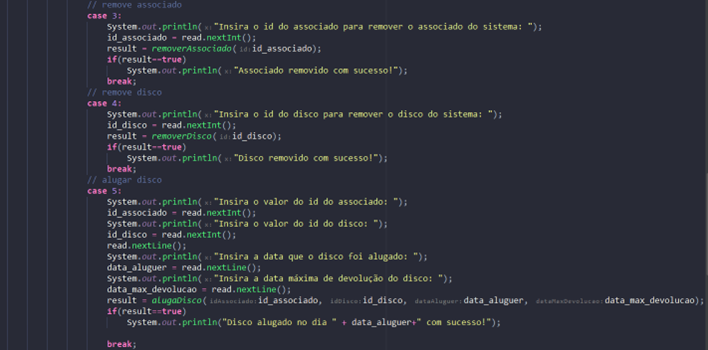 // remove associado
case 3:
System.out.println( s: "Insira o id do associado para remover o associado do sistema: ");
id_associado = read.nextInt();
result = removerAssociado( id: id_associado);
if(result==true)
System.out.println( s: "Associado removido com sucesso!");
break;
// remove disco
case 4:
System.out.println( s: "Insira o id do disco para remover o disco do sistema: ");
id_disco = read.nextInt();
result = removerDisco( id: id_disco);
if(result==true)
System.out.println( s: "Disco removido com sucesso!");
break;
// alugar disco
case 5:
System.out.println( s: "Insira o valor do id do associado: ");
id_associado = read.nextInt();
System.out.println( s: "Insira o valor do id do disco: ");
id_disco = read.nextInt();
read.nextLine();
System.out.println( s: "Insira a data que o disco foi alugado: ");
data_aluguer = read.nextLine();
System.out.println( s: "Insira a data máxima de devolução do disco: ");
data_max_devolucao = read.nextLine();
result = alugaDisco( idAssociado: id_associado, idDisco: id_disco, dataAluguer: data_aluguer, dataMaxDevolucao: data_max_devolucao);
if(result==true)
System.out.println("Disco alugado no dia " + data_aluguer+" com sucesso!");
break;